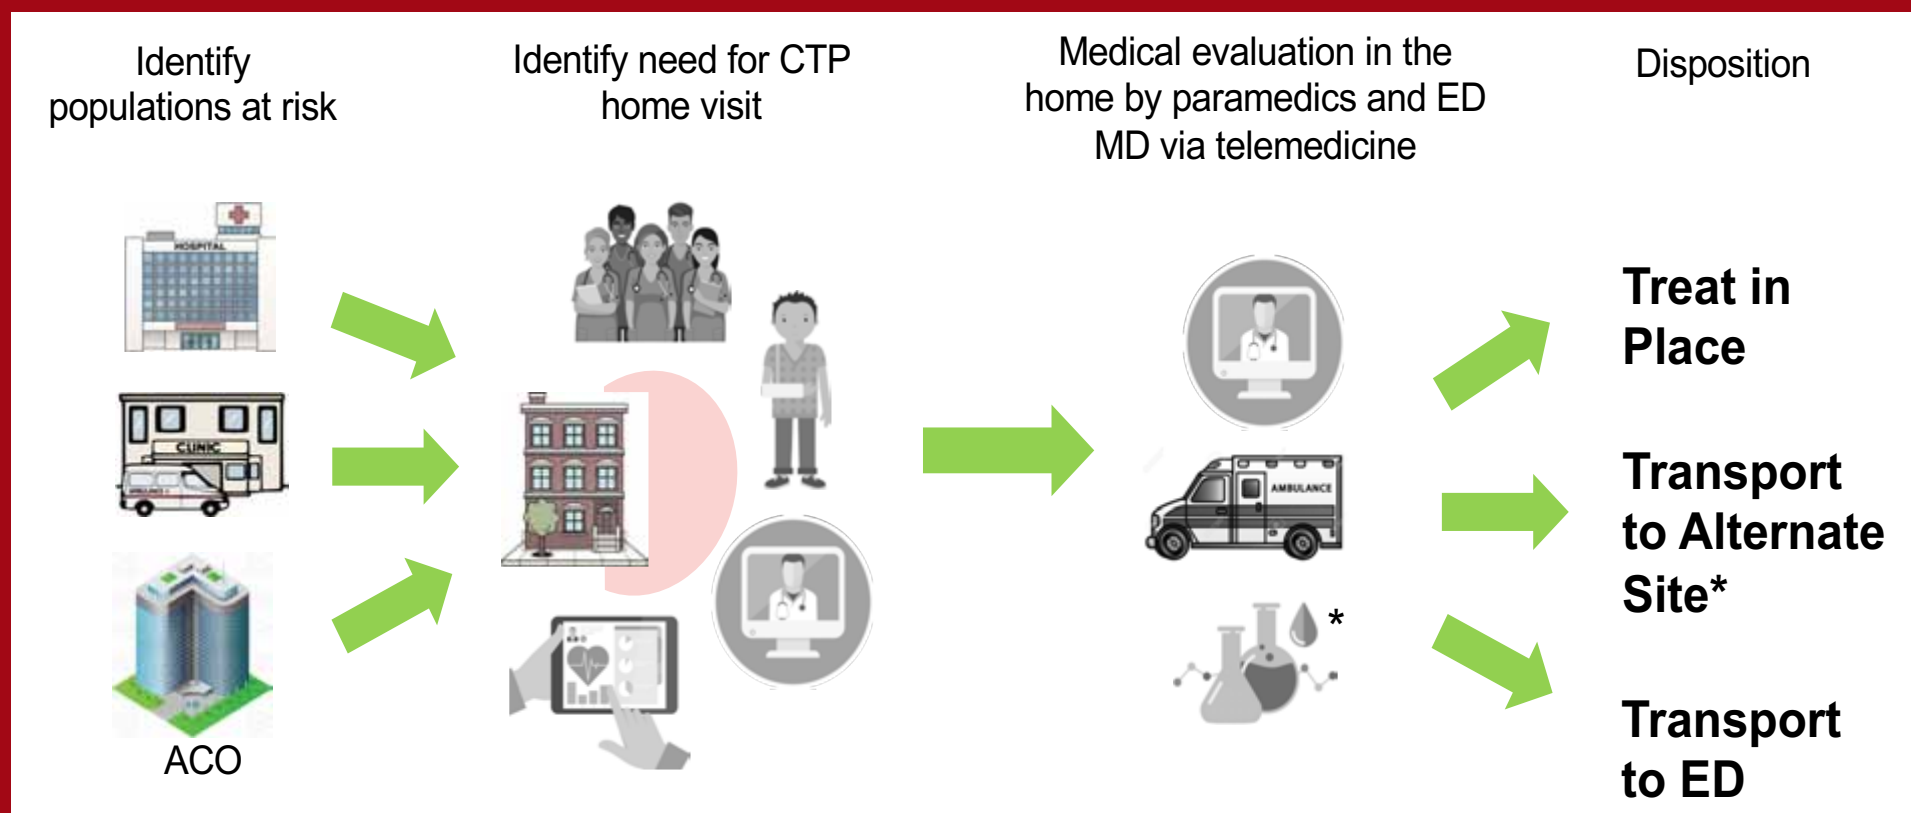 Identify
populations at risk
Identify need for CTP
home visit
Medical evaluation in the
home by paramedics and ED
MD via telemedicine
Disposition
HOSPITAL
CLINIC
AMBULANCE
ACO
AMBULANCE
*
Treat in
Place
Transport
to Alternate
Site*
Transport
to ED